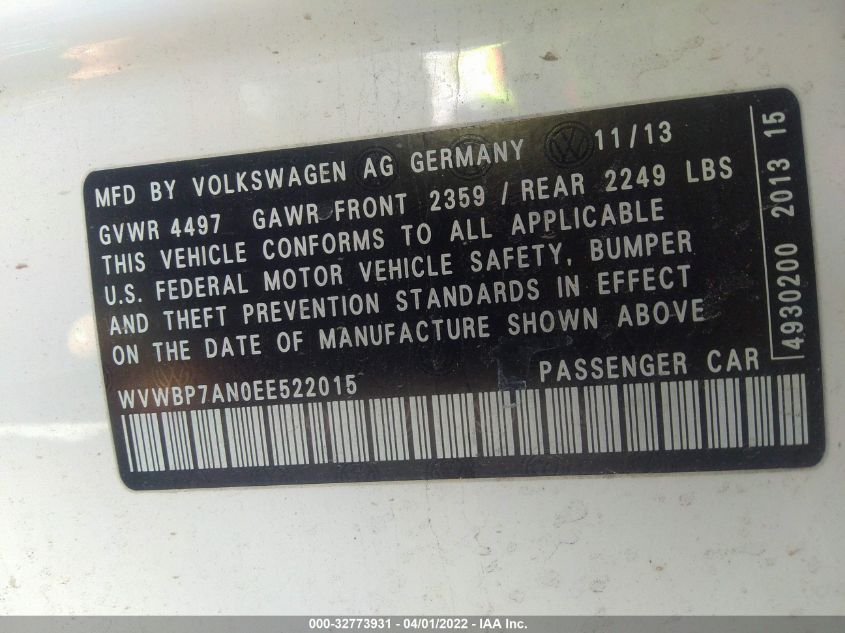 MFD BY VOLKSWAGEN AG GERMANY 11/13
GVWR 4497 GAWR FRONT 2359 / REAR 2249 LBS
THIS VEHICLE CONFORMS TO ALL APPLICABLE
U.S. FEDERAL MOTOR VEHICLE SAFETY, BUMPER
AND THEFT PREVENTION STANDARDS IN EFFECT
ON THE DATE OF MANUFACTURE SHOWN ABOVE
WVWBP7AN0EE522015 PASSENGER CAR
4930200 2013 15
000-32773931 - 04/01/2022 - IAA Inc.